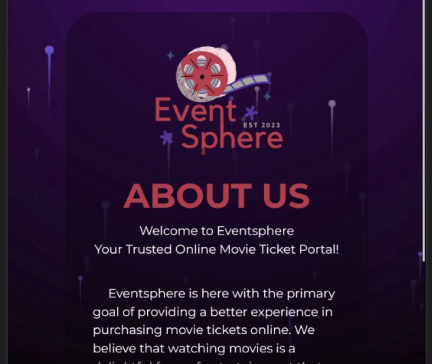 Event
EST 2023
Sphere
ABOUT US
Welcome to Eventsphere
Your Trusted Online Movie Ticket Portal!
Eventsphere is here with the primary
goal of providing a better experience in
purchasing movie tickets online. We
believe that watching movies is a